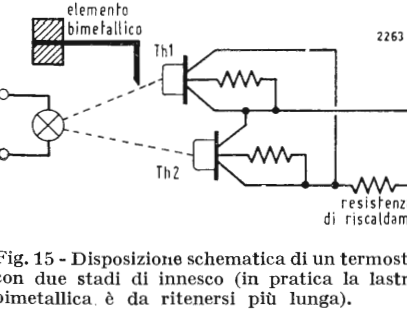 elemento
bimetallico
2263
Th1
Th2
resistenz
di riscaldam
Fig. 15 - Disposizione schematica di un termost
con due stadi di innesco (in pratica la lastr
bimetallica è da ritenersi più lunga).